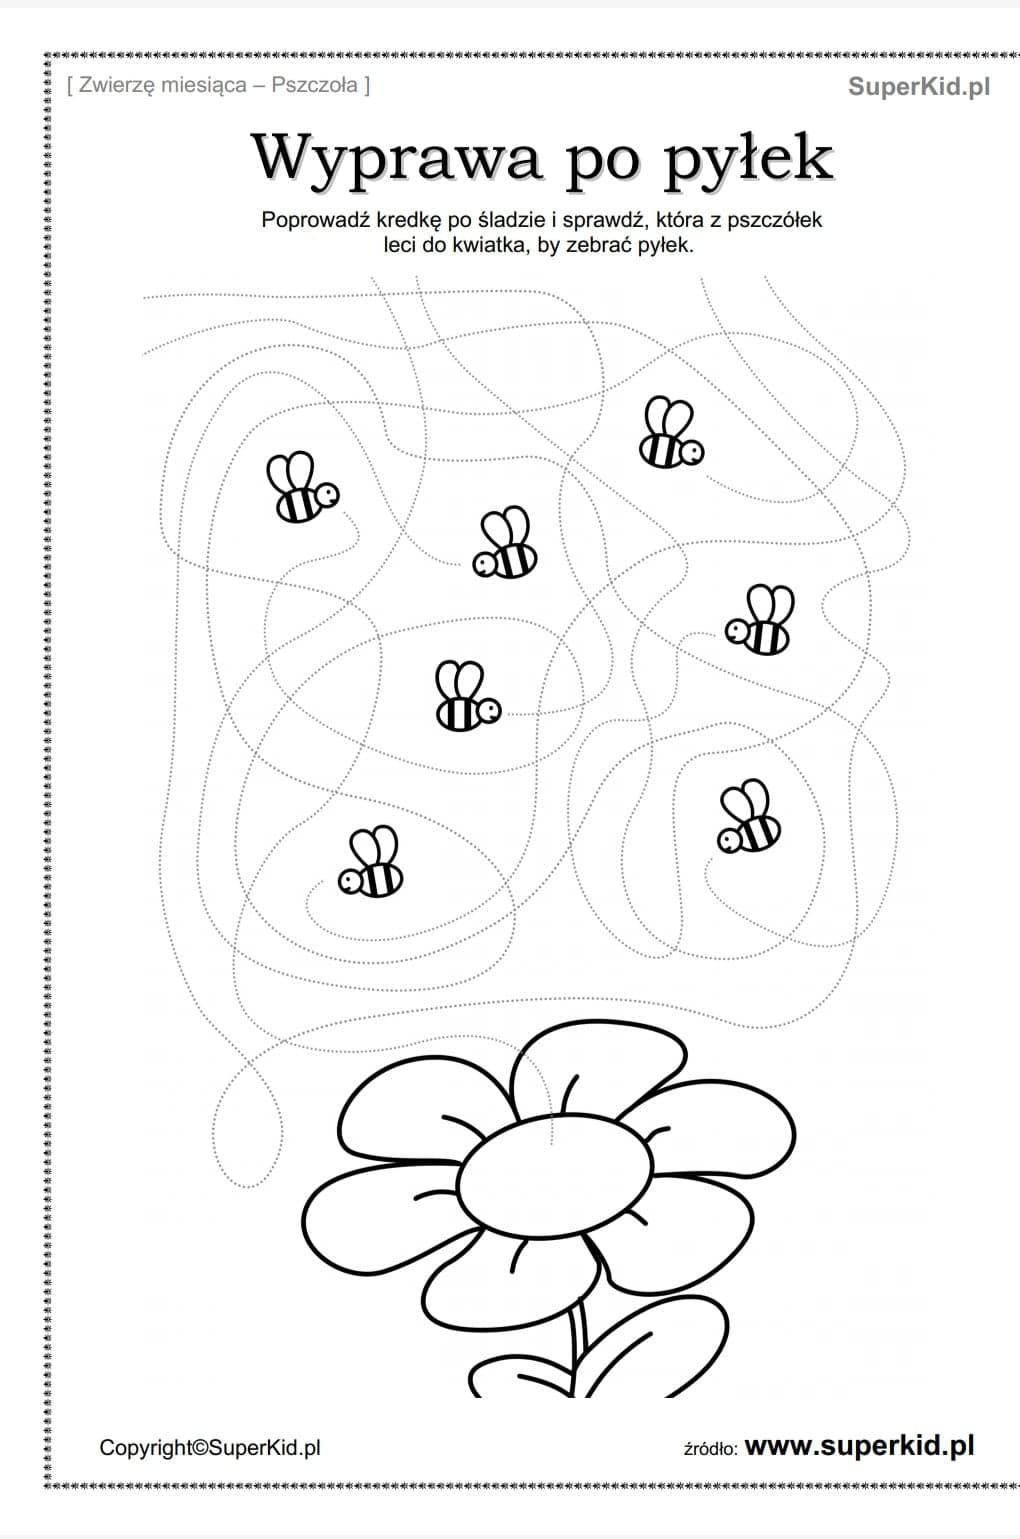 [ Zwierzę miesiąca – Pszczoła ]
SuperKid.pl
Wyprawa po pyłek
Poprowadź kredkę po śladzie i sprawdź, która z pszczółek
leci do kwiatka, by zebrać pyłek.
Copyright©SuperKid.pl
źródło: www.superkid.pl